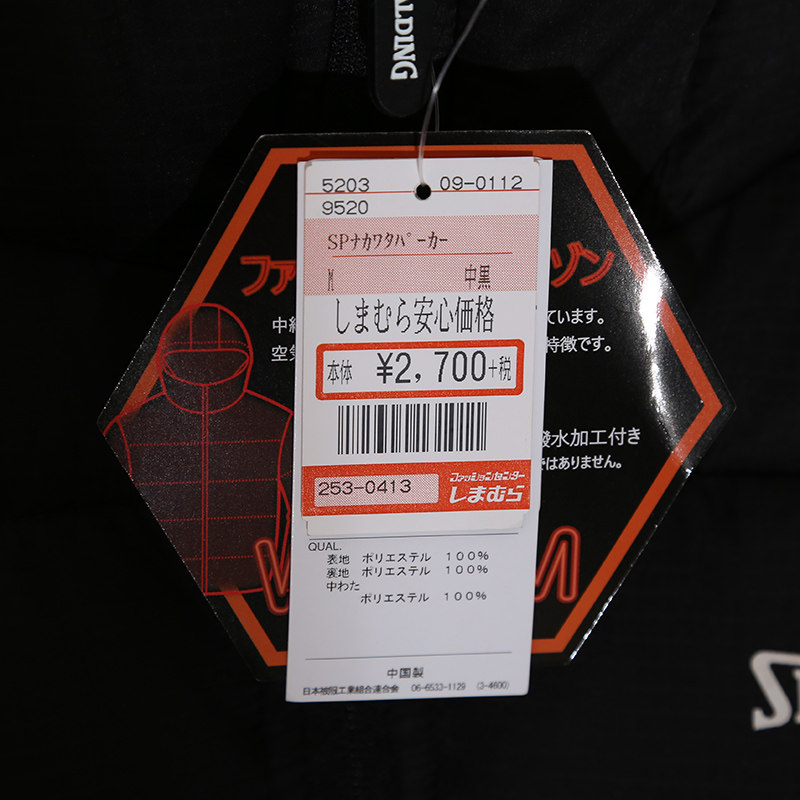 ALDING
5203 09-0112
9520
SPナカワタパーカー
M 中黒
しまむら安心価格
本体 ¥2,700+税
253-0413 ファッションセンター
しまむら
ファ ゾン
ています。
空気 特徴です。
撥水加工付き
ではありません。
W M
QUAL.
表地 ポリエステル 100%
裏地 ポリエステル 100%
中わた
ポリエステル 100%
中国製
日本被服工業組合連合会 06-6533-1129 (3-4600)